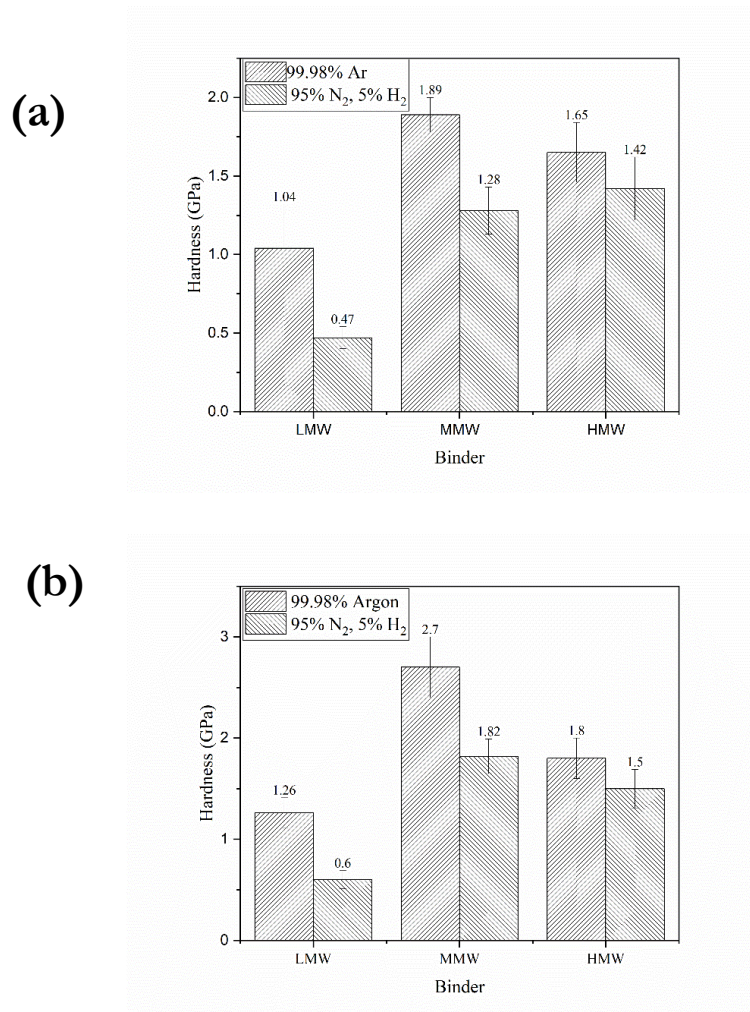 (a)
99.98% Ar
95% N₂, 5% H₂
Hardness (GPa)
2.0
1.5
1.0
0.5
0.0
1.04
0.47
1.89
1.28
1.65
1.42
LMW
MMW
HMW
Binder
(b)
99.98% Argon
95% N₂, 5% H₂
Hardness (GPa)
3
2
1
0
1.26
0.6
2.7
1.82
1.8
1.5
LMW
MMW
HMW
Binder